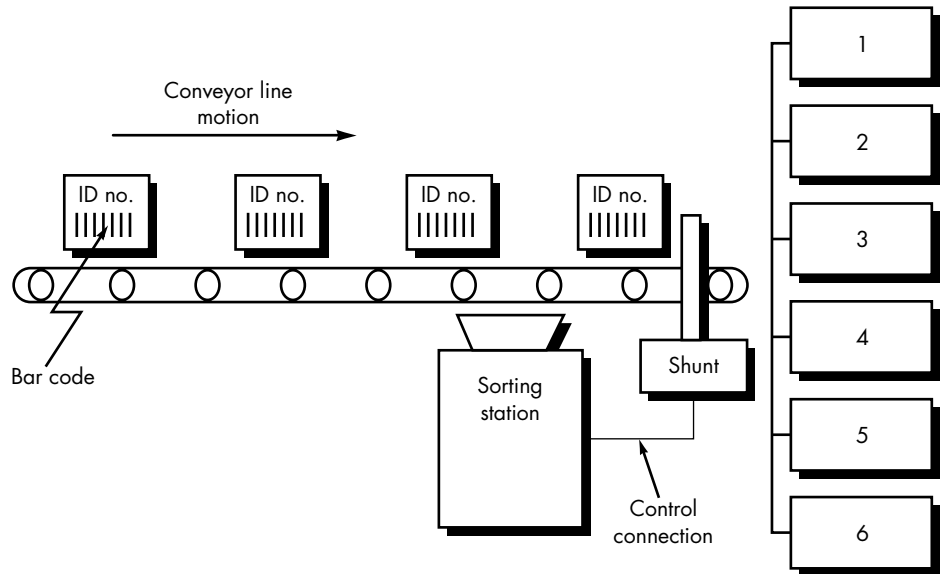 Conveyor line
motion
ID no.
ID no.
ID no.
ID no.
Bar code
Sorting
station
Shunt
Control
connection
1
2
3
4
5
6